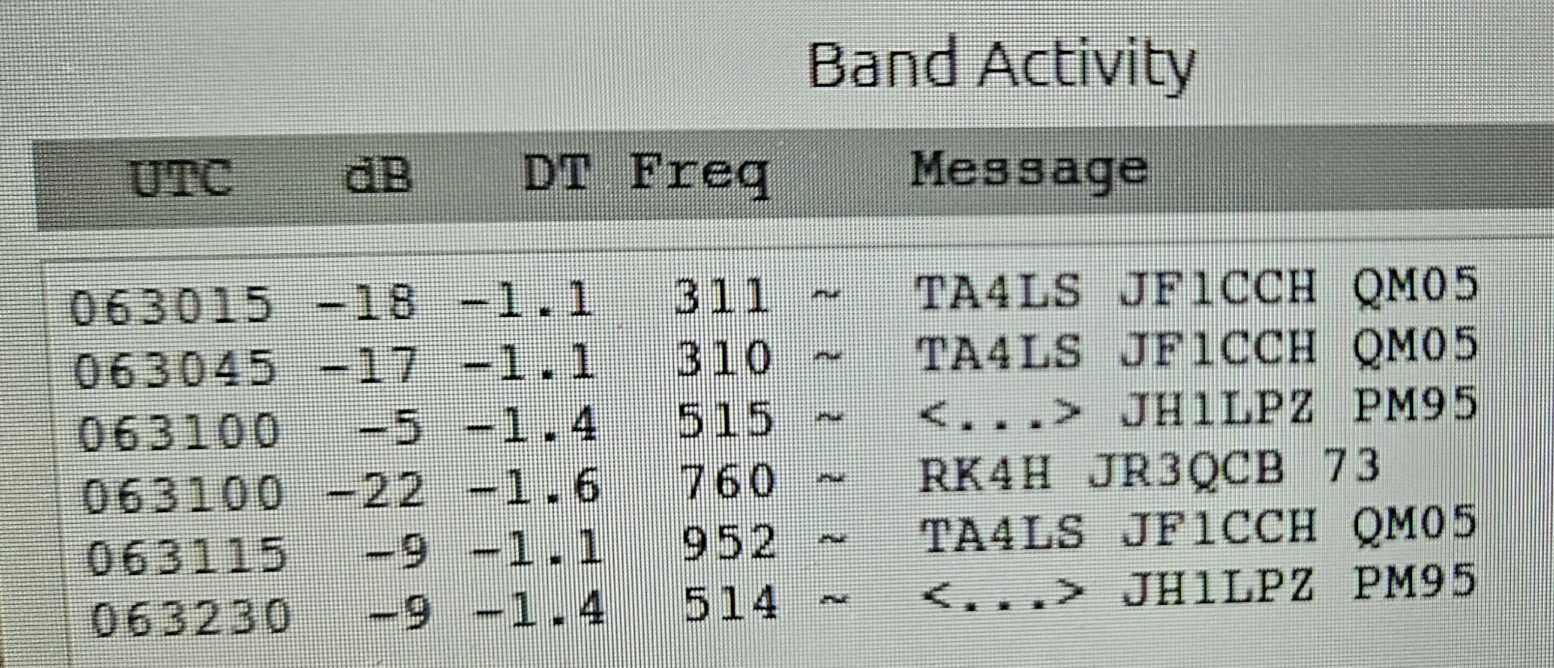 Band Activity
UTC dB DT Freq Message
063015 -18 -1.1 311 ~ TA4LS JF1CCH QM05
063045 -17 -1.1 310 ~ TA4LS JF1CCH QM05
063100 -5 -1.4 515 ~ <...> JH1LPZ PM95
063100 -22 -1.6 760 ~ RK4H JR3QCB 73
063115 -9 -1.1 952 ~ TA4LS JF1CCH QM05
063230 -9 -1.4 514 ~ <...> JH1LPZ PM95